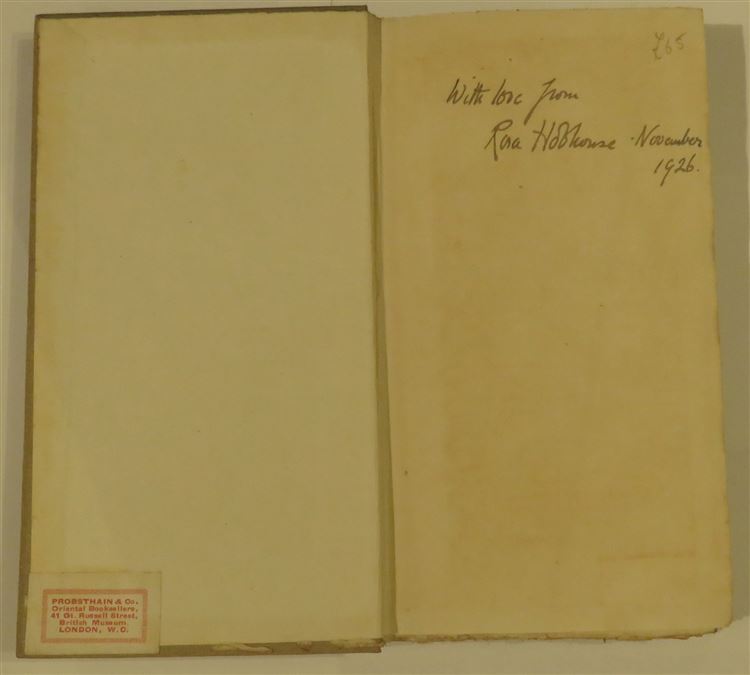 £65
With love from
Rosa Hobhouse - November
1926.
PROBSTHAIN & Co.
Oriental Booksellers,
41 Gt. Russell Street,
British Museum,
LONDON, W.C.